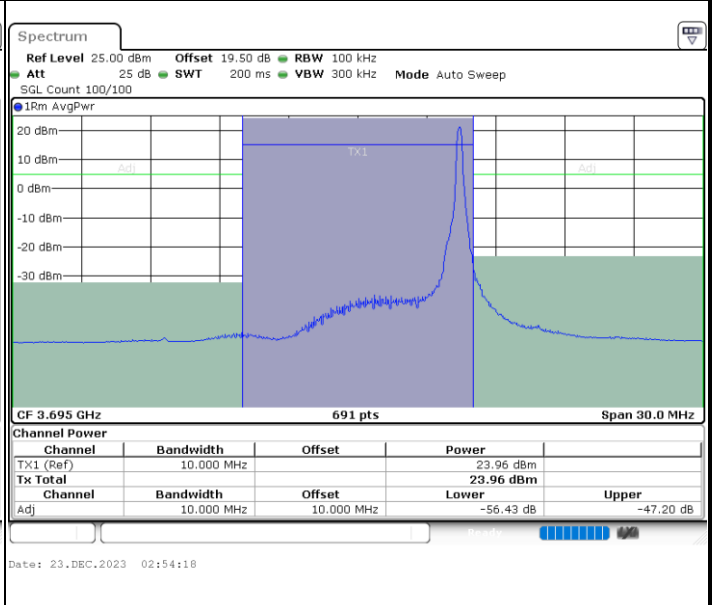 Spectrum
Ref Level 25.00 dBm Offset 19.50 dB RBW 100 kHz
Att 25 dB SWT 200 ms VBW 300 kHz Mode Auto Sweep
SGL Count 100/100
1Rm AvgPwr
20 dBm
TX1
10 dBm
Adj Adj
0 dBm
-10 dBm
-20 dBm
-30 dBm
CF 3.695 GHz 691 pts Span 30.0 MHz
Channel Power
Channel Bandwidth Offset Power
TX1 (Ref) 10.000 MHz 23.96 dBm
Tx Total 23.96 dBm
Channel Bandwidth Offset Lower Upper
Adj 10.000 MHz 10.000 MHz -56.43 dB -47.20 dB
Ready
Date: 23.DEC.2023 02:54:18